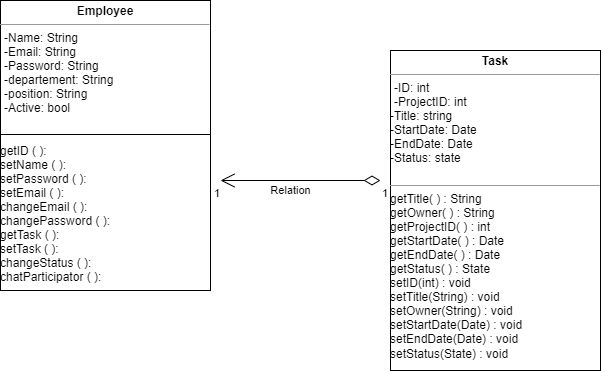 Employee
-Name: String
-Email: String
-Password: String
-departement: String
-position: String
-Active: bool
getID ( ):
setName ( ):
setPassword ( ):
setEmail ( ):
changeEmail ( ):
changePassword ( ):
getTask ( ):
setTask ( ):
changeStatus ( ):
chatParticipator ( ):
1
Relation
1
Task
-ID: int
-ProjectID: int
-Title: string
-StartDate: Date
-EndDate: Date
-Status: state
getTitle( ) : String
getOwner( ) : String
getProjectID( ) : int
getStartDate( ) : Date
getEndDate( ) : Date
getStatus( ) : State
setID(int) : void
setTitle(String) : void
setOwner(String) : void
setStartDate(Date) : void
setEndDate(Date) : void
setStatus(State) : void